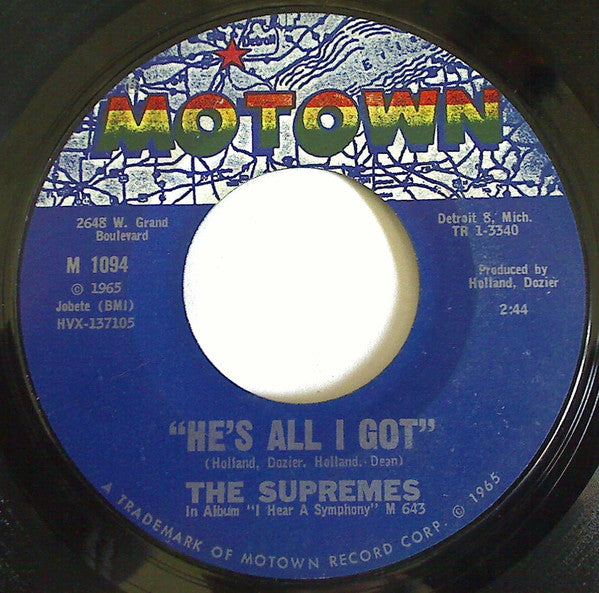 Detroit
ERIE
MOTOWN
2648 W. Grand
Boulevard
Detroit 8, Mich.
TR 1-3340
M 1094
© 1965
Jobete (BMI)
HVX-137105
Produced by
Holland, Dozier
2:44
"HE'S ALL I GOT"
(Holland, Dozier, Holland, Dean)
THE SUPREMES
In Album "I Hear A Symphony" M 643
A TRADEMARK OF MOTOWN RECORD CORP. © 1965